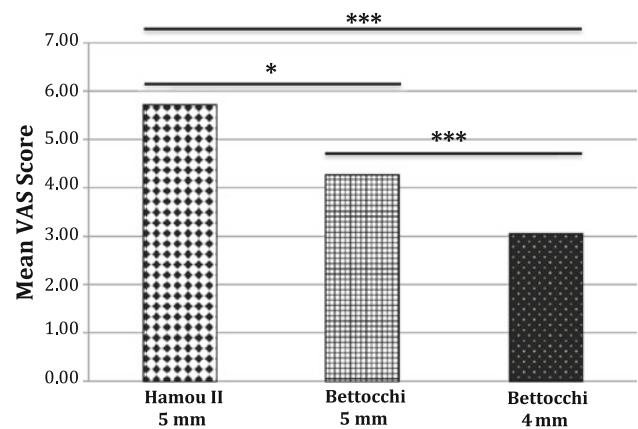 ***
7.00
6.00
*
5.00
***
4.00
3.00
2.00
1.00
0,00
Mean VAS Score
Hamou II
5 mm
Bettocchi
5 mm
Bettocchi
4 mm